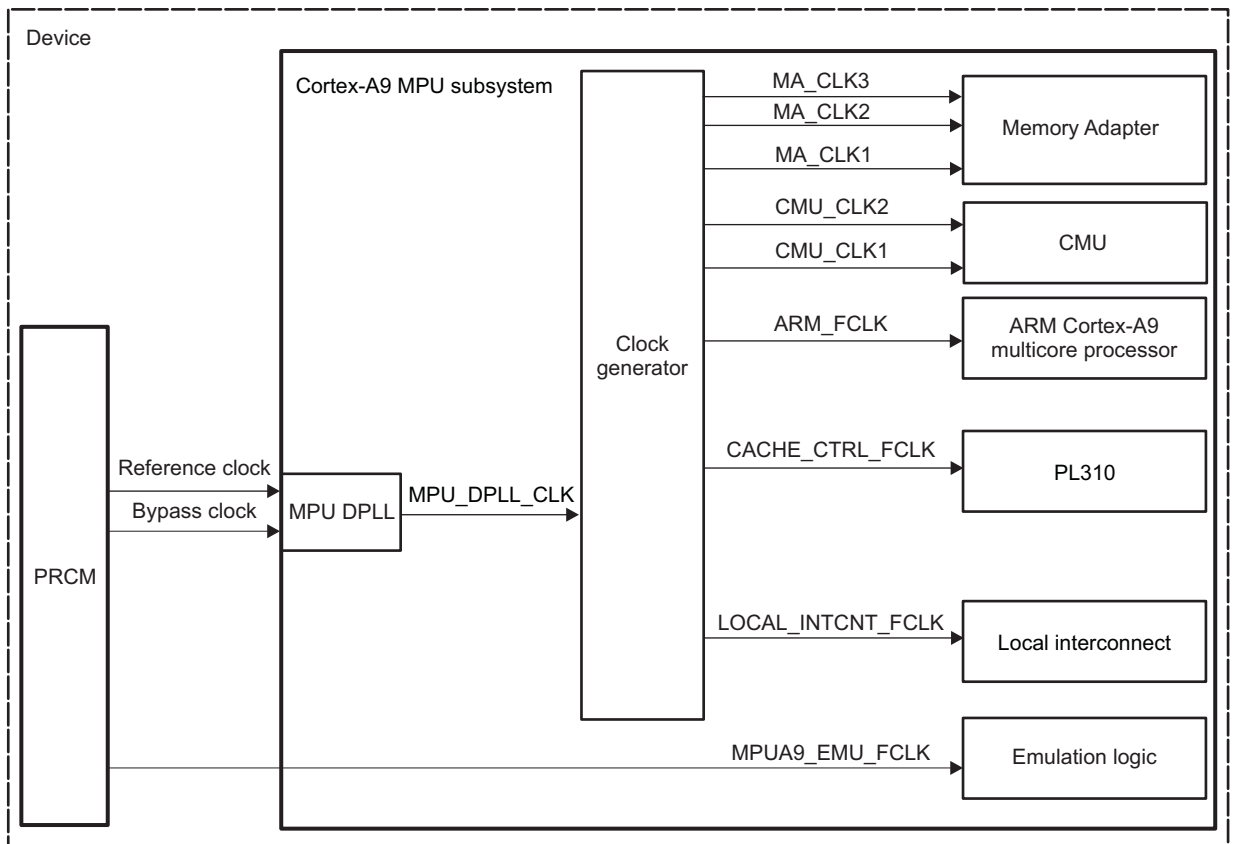 Device
Cortex-A9 MPU subsystem
MA_CLK3
MA_CLK2
MA_CLK1
Memory Adapter
CMU_CLK2
CMU_CLK1
CMU
ARM_FCLK
ARM Cortex-A9
multicore processor
Clock
generator
CACHE_CTRL_FCLK
PL310
Reference clock
Bypass clock
MPU DPLL
MPU_DPLL_CLK
PRCM
LOCAL_INTCNT_FCLK
Local interconnect
MPUA9_EMU_FCLK
Emulation logic